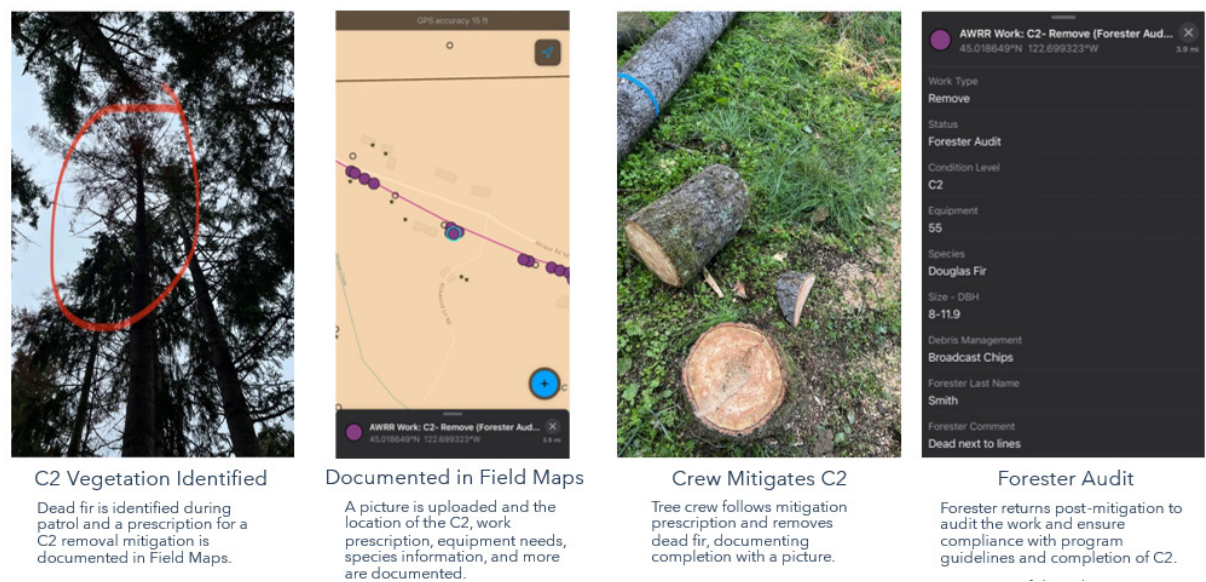 GPS accuracy 15 ft
AWRR Work: C2- Remove (Forester Aud...
45.018649°N 122.699323°W
3.9 mi
AWRR Work: C2- Remove (Forester Aud...
45.018649°N 122.699323°W
3.9 mi
Work Type
Remove
Status
Forester Audit
Condition Level
C2
Equipment
55
Species
Douglas Fir
Size - DBH
8-11.9
Debris Management
Broadcast Chips
Forester Last Name
Smith
Forester Comment
Dead next to lines
C2 Vegetation Identified
Dead fir is identified during
patrol and a prescription for a
C2 removal mitigation is
documented in Field Maps.
Documented in Field Maps
A picture is uploaded and the
location of the C2, work
prescription, equipment needs,
species information, and more
are documented.
Crew Mitigates C2
Tree crew follows mitigation
prescription and removes
dead fir, documenting
completion with a picture.
Forester Audit
Forester returns post-mitigation to
audit the work and ensure
compliance with program
guidelines and completion of C2.